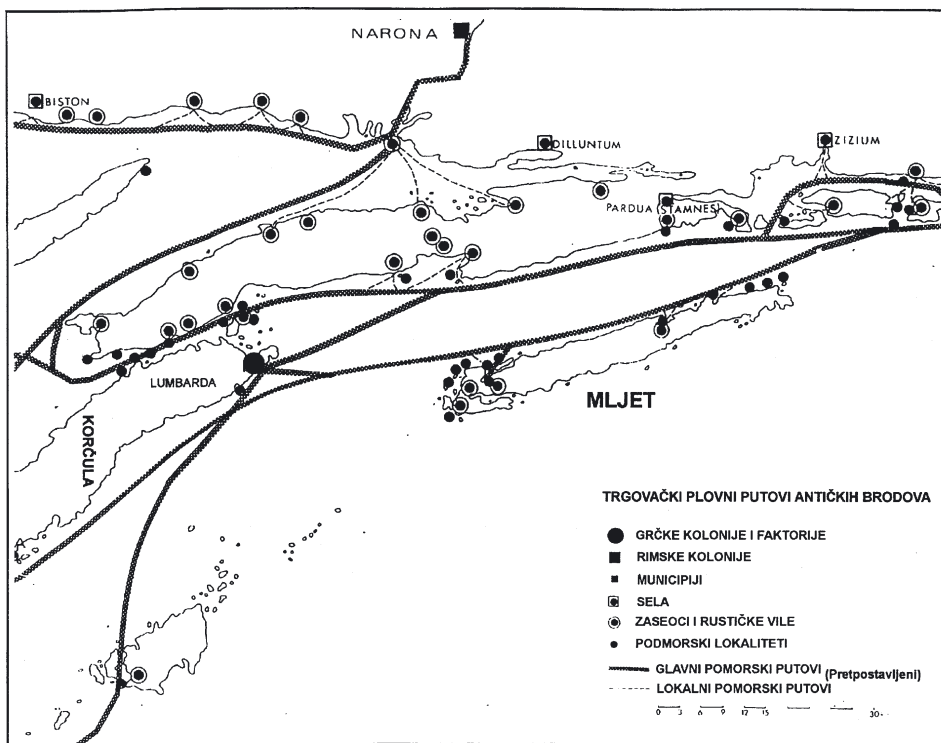 NARONA
BISTON
DILLUNTUM
ZIZIUM
PARDUA (STAMNES)
LUMBARDA
KORČULA
MLJET
TRGOVAČKI PLOVNI PUTOVI ANTIČKIH BRODOVA
GRČKE KOLONIJE I FAKTORIJE
RIMSKE KOLONIJE
MUNICIPIJI
SELA
ZASEOCI I RUSTIČKE VILE
PODMORSKI LOKALITETI
GLAVNI POMORSKI PUTOVI (Pretpostavljeni)
LOKALNI POMORSKI PUTOVI
0 3 6 9 12 15 30